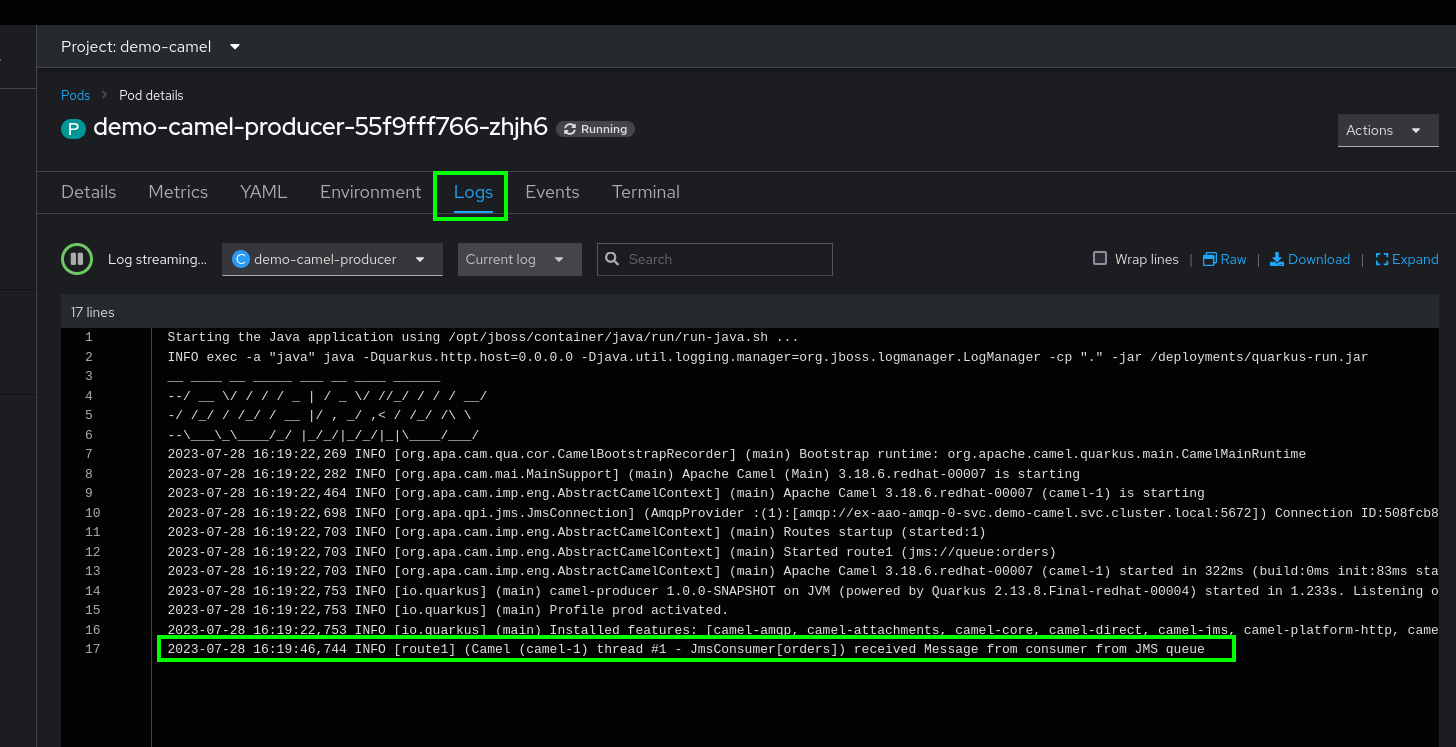 Project: demo-camel
Pods Pod details
P demo-camel-producer-55f9fff766-zhjh6 Running
Actions
Details Metrics YAML Environment Logs Events Terminal
Log streaming... C demo-camel-producer Current log Search Wrap lines | Raw | Download | Expand
17 lines
1 Starting the Java application using /opt/jboss/container/java/run/run-java.sh ...
2 INFO exec -a "java" java -Dquarkus.http.host=0.0.0.0 -Djava.util.logging.manager=org.jboss.logmanager.LogManager -cp "." -jar /deployments/quarkus-run.jar
3 __ ____ __ _____ ___ __ ____ ______
4 --/ __ \/ / / / _ | / _ \/ //_/ / / / __/
5 -/ /_/ / /_/ / __ |/ , _/ ,< / /_/ /\ \
6 --\___\_\____/_/ |_/_/|_/_/|_|\____/___/
7 2023-07-28 16:19:22,269 INFO [org.apa.cam.qua.cor.CamelBootstrapRecorder] (main) Bootstrap runtime: org.apache.camel.quarkus.main.CamelMainRuntime
8 2023-07-28 16:19:22,282 INFO [org.apa.cam.mai.MainSupport] (main) Apache Camel (Main) 3.18.6.redhat-00007 is starting
9 2023-07-28 16:19:22,464 INFO [org.apa.cam.imp.eng.AbstractCamelContext] (main) Apache Camel 3.18.6.redhat-00007 (camel-1) is starting
10 2023-07-28 16:19:22,698 INFO [org.apa.qpi.jms.JmsConnection] (AmqpProvider :(1):[amqp://ex-aao-amqp-0-svc.demo-camel.svc.cluster.local:5672]) Connection ID:508fcb8
11 2023-07-28 16:19:22,703 INFO [org.apa.cam.imp.eng.AbstractCamelContext] (main) Routes startup (started:1)
12 2023-07-28 16:19:22,703 INFO [org.apa.cam.imp.eng.AbstractCamelContext] (main) Started route1 (jms://queue:orders)
13 2023-07-28 16:19:22,703 INFO [org.apa.cam.imp.eng.AbstractCamelContext] (main) Apache Camel 3.18.6.redhat-00007 (camel-1) started in 322ms (build:0ms init:83ms sta
14 2023-07-28 16:19:22,753 INFO [io.quarkus] (main) camel-producer 1.0.0-SNAPSHOT on JVM (powered by Quarkus 2.13.8.Final-redhat-00004) started in 1.233s. Listening o
15 2023-07-28 16:19:22,753 INFO [io.quarkus] (main) Profile prod activated.
16 2023-07-28 16:19:22,753 INFO [io.quarkus] (main) Installed features: [camel-amqp, camel-attachments, camel-core, camel-direct, camel-jms, camel-platform-http, came
17 2023-07-28 16:19:46,744 INFO [route1] (Camel (camel-1) thread #1 - JmsConsumer[orders]) received Message from consumer from JMS queue